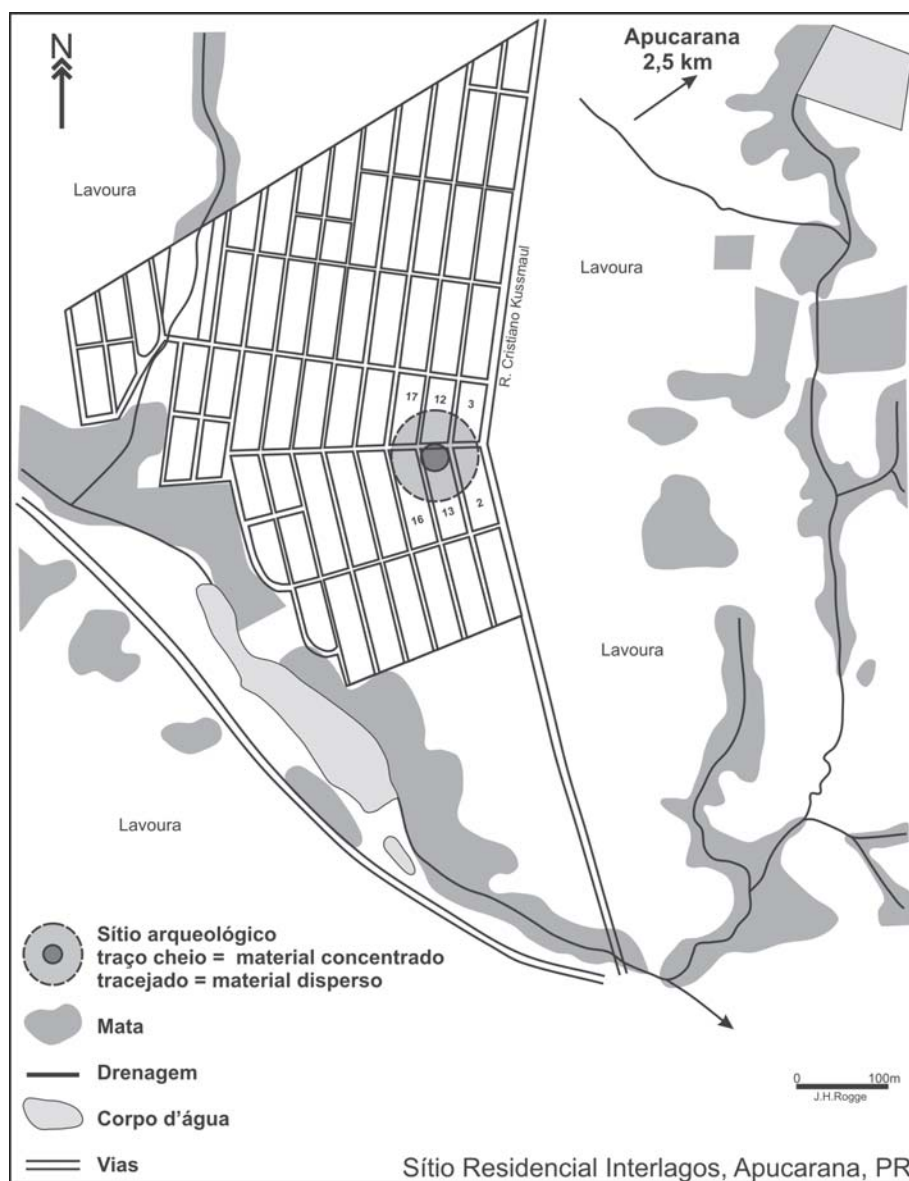 N
Apucarana
2,5 km
Lavoura
Lavoura
R. Cristiano Kussmaul
17
12
3
16
13
2
Lavoura
Lavoura
Sítio arqueológico
traço cheio = material concentrado
tracejado = material disperso
Mata
Drenagem
Corpo d'água
Vias
0 100m
J.H.Rogge
Sítio Residencial Interlagos, Apucarana, PR